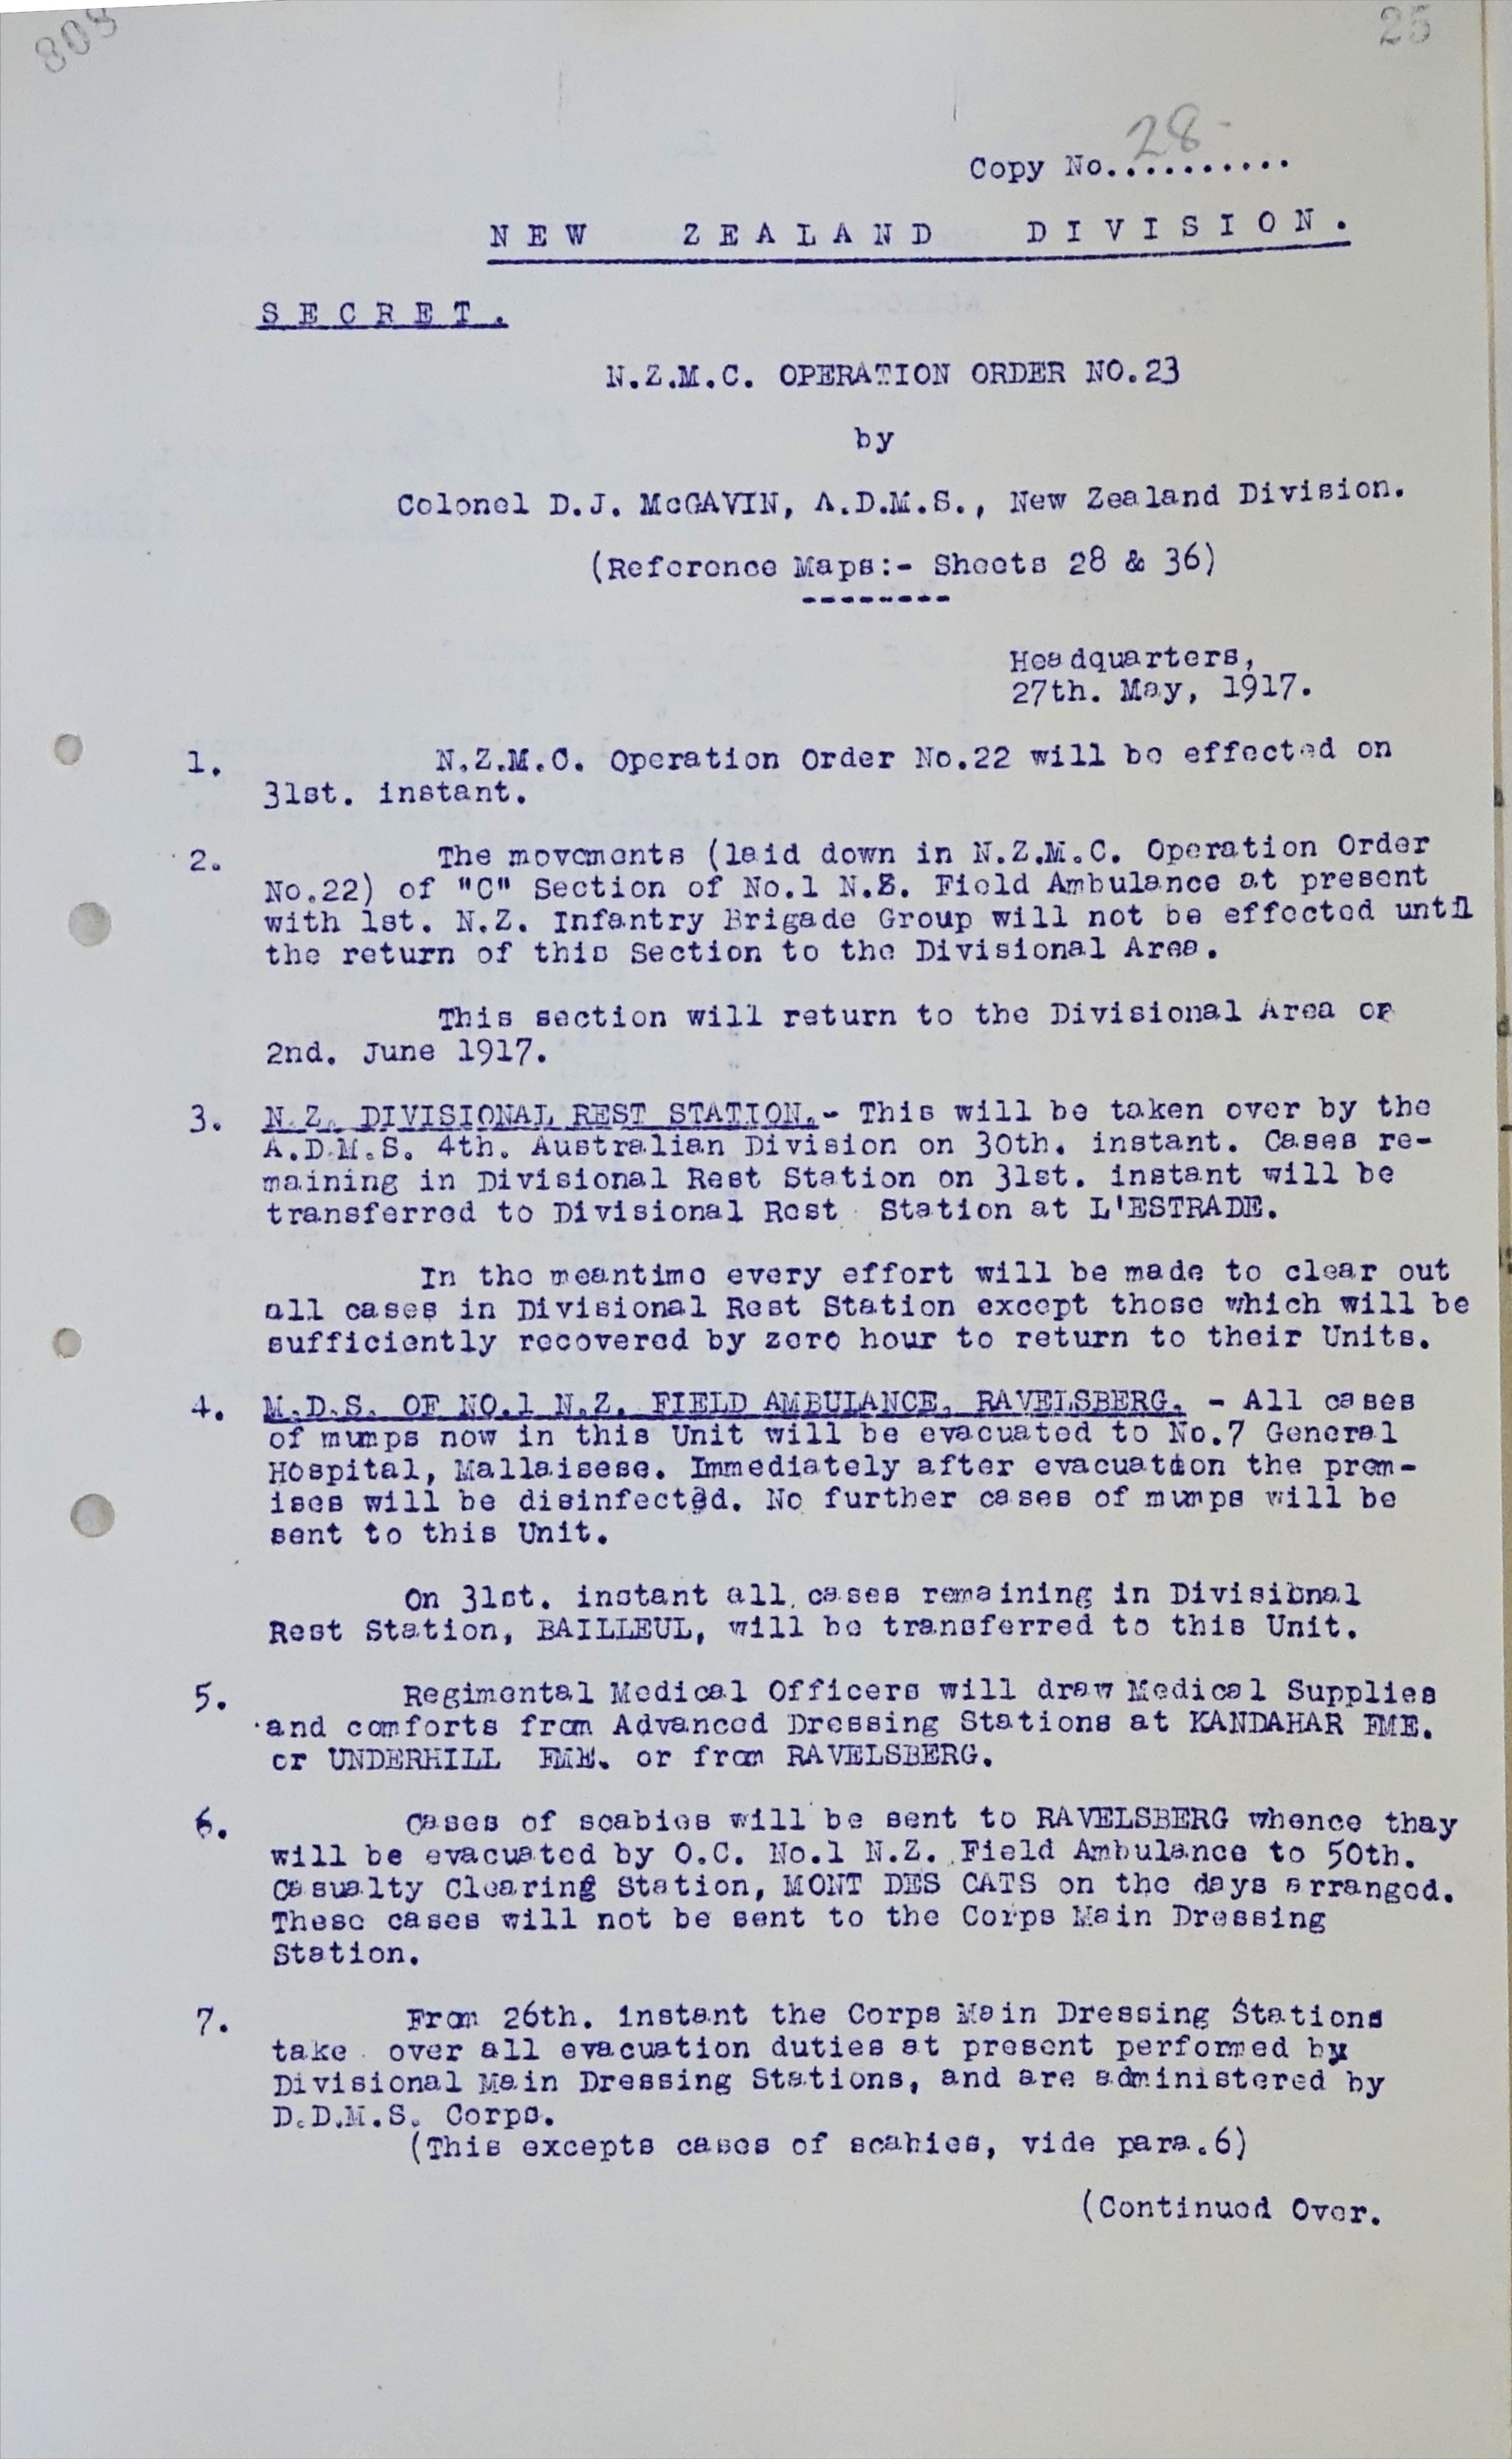 808
25
Copy No. 28
NEW ZEALAND DIVISION.
SECRET.
N.Z.M.C. OPERATION ORDER NO.23
by
Colonel D.J. McGAVIN, A.D.M.S., New Zealand Division.
(Reference Maps:- Sheets 28 & 36)
--------
Headquarters,
27th. May, 1917.
1. N.Z.M.C. Operation Order No.22 will be effected on
31st. instant.
2. The movements (laid down in N.Z.M.C. Operation Order
No.22) of "C" Section of No.1 N.Z. Field Ambulance at present
with 1st. N.Z. Infantry Brigade Group will not be effected until
the return of this Section to the Divisional Area.
This section will return to the Divisional Area on
2nd. June 1917.
3. N.Z. DIVISIONAL REST STATION.- This will be taken over by the
A.D.M.S. 4th. Australian Division on 30th. instant. Cases re-
maining in Divisional Rest Station on 31st. instant will be
transferred to Divisional Rest Station at L'ESTRADE.
In the meantime every effort will be made to clear out
all cases in Divisional Rest Station except those which will be
sufficiently recovered by zero hour to return to their Units.
4. M.D.S. OF NO.1 N.Z. FIELD AMBULANCE, RAVELSBERG. - All cases
of mumps now in this Unit will be evacuated to No.7 General
Hospital, Mallaisese. Immediately after evacuation the prem-
ises will be disinfected. No further cases of mumps will be
sent to this Unit.
On 31st. instant all cases remaining in Divisional
Rest Station, BAILLEUL, will be transferred to this Unit.
5. Regimental Medical Officers will draw Medical Supplies
and comforts from Advanced Dressing Stations at KANDAHAR FME.
or UNDERHILL FME. or from RAVELSBERG.
6. Cases of scabies will be sent to RAVELSBERG whence thay
will be evacuated by O.C. No.1 N.Z. Field Ambulance to 50th.
Casualty Clearing Station, MONT DES CATS on the days arranged.
These cases will not be sent to the Corps Main Dressing
Station.
7. From 26th. instant the Corps Main Dressing Stations
take over all evacuation duties at present performed by
Divisional Main Dressing Stations, and are administered by
D.D.M.S. Corps.
(This excepts cases of scabies, vide para.6)
(Continued Over.